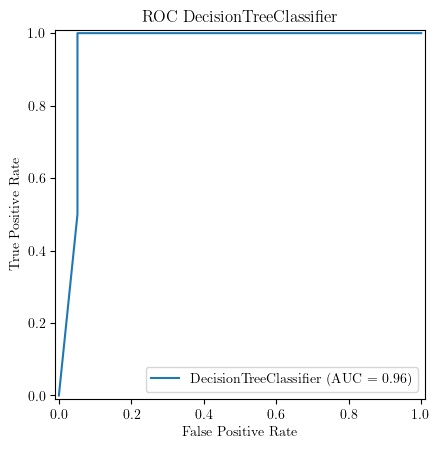 ROC DecisionTreeClassifier
1.0
0.8
0.6
0.4
0.2
0.0
True Positive Rate
DecisionTreeClassifier (AUC = 0.96)
0.0 0.2 0.4 0.6 0.8 1.0
False Positive Rate